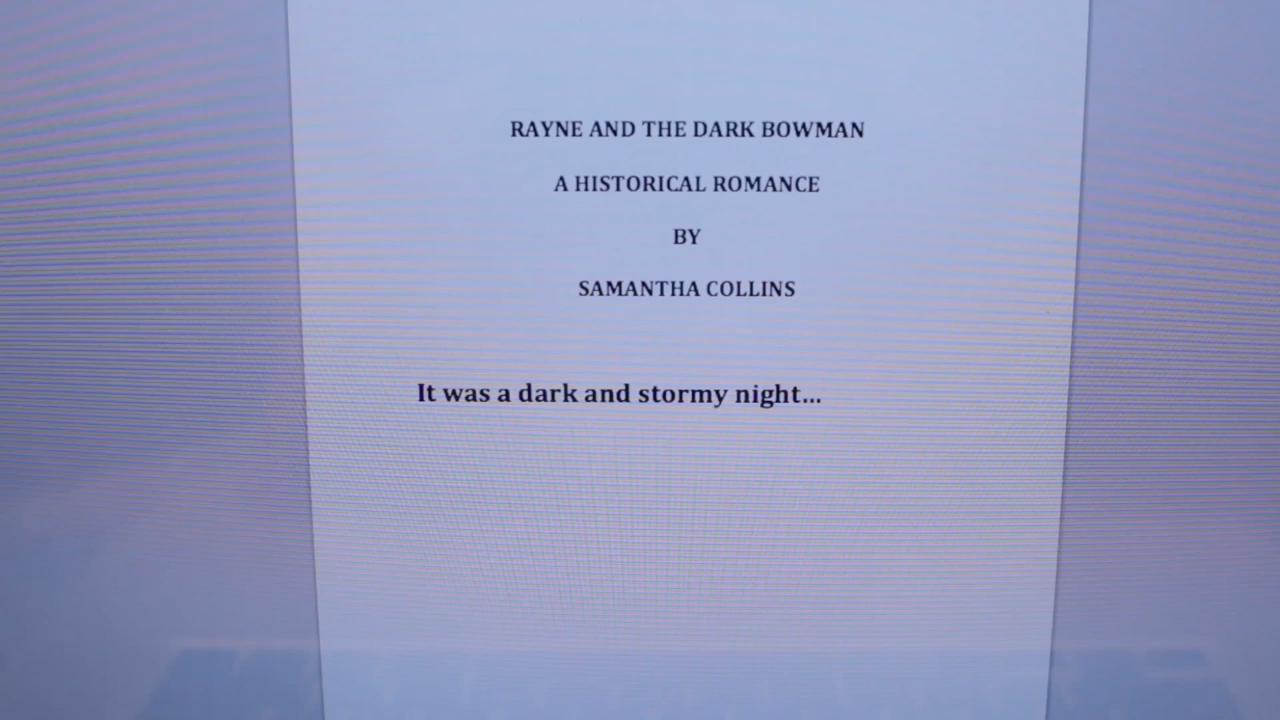 RAYNE AND THE DARK BOWMAN
A HISTORICAL ROMANCE
BY
SAMANTHA COLLINS
It was a dark and stormy night...